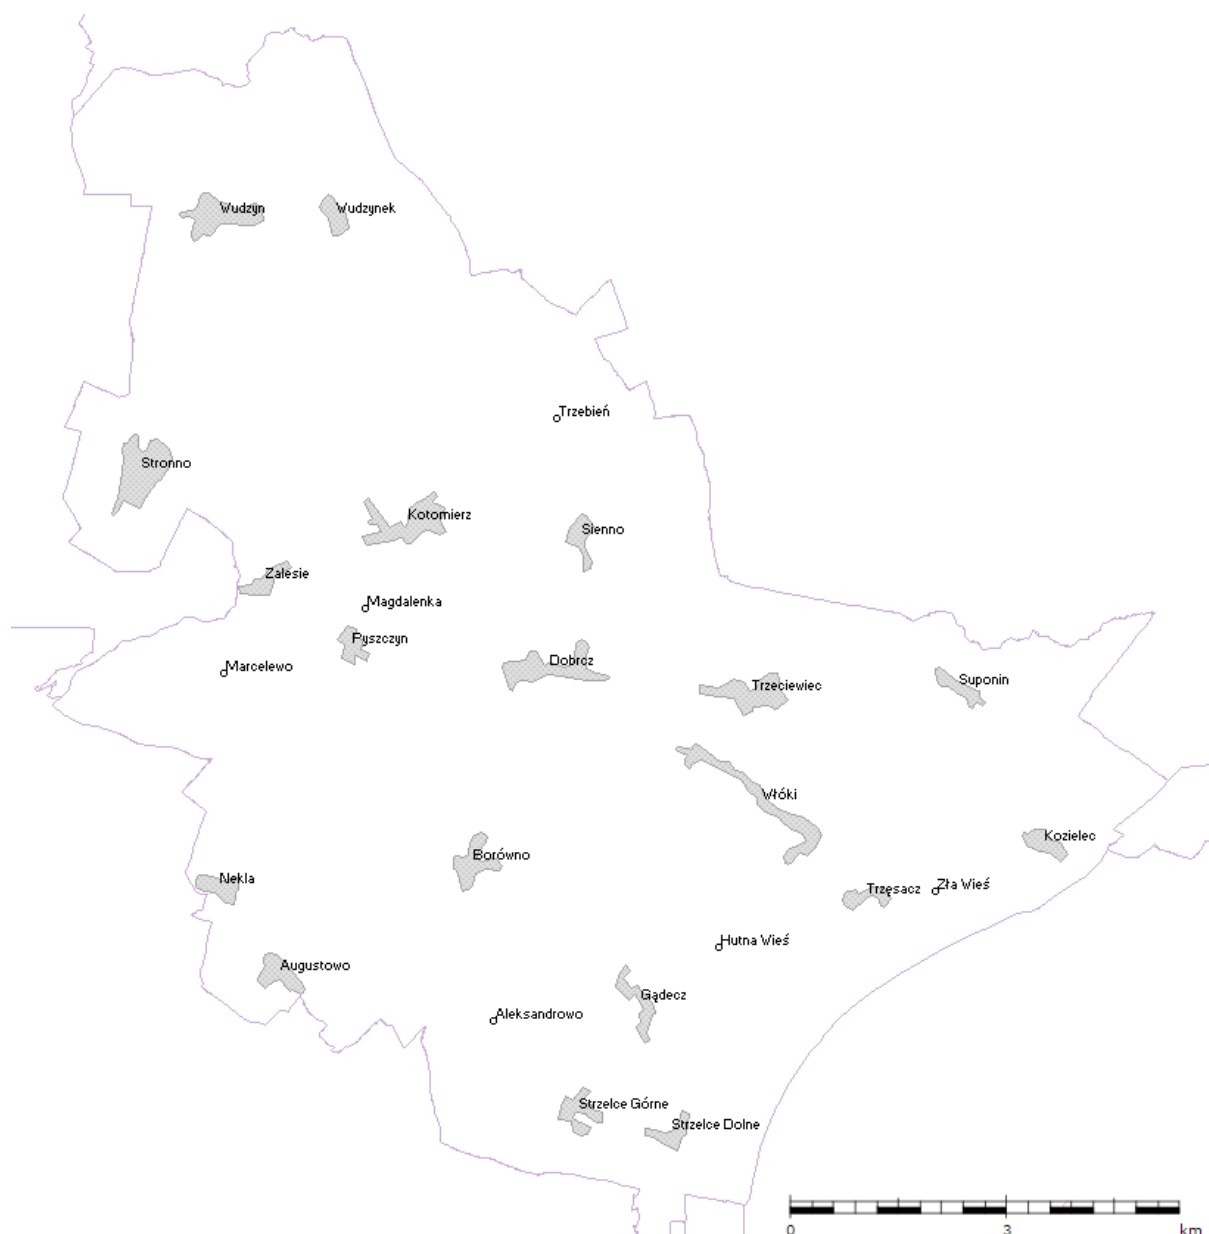 Wudzyn
Wudzynek
Trzebień
Stronno
Kotomierz
Sienno
Zalesie
Magdalenka
Pyszczyn
Marcelewo
Dobrcz
Trzeciewiec
Suponin
Włóki
Kozielec
Borówno
Nekla
Trzęsacz
Zła Wieś
Hutna Wieś
Augustowo
Gądecz
Aleksandrowo
Strzelce Górne
Strzelce Dolne
0 3 km